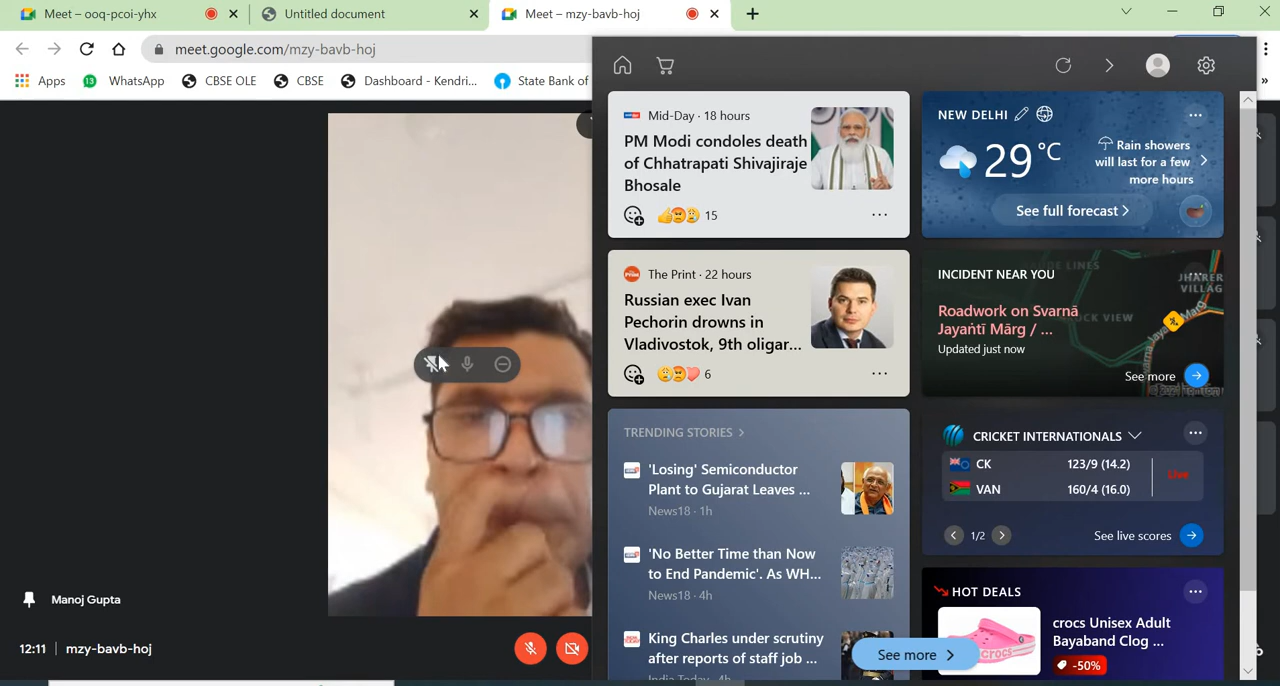 Meet – ooq-pcoi-yhx
Untitled document
Meet – mzy-bavb-hoj
meet.google.com/mzy-bavb-hoj
Apps
13
WhatsApp
CBSE OLE
CBSE
Dashboard - Kendri...
State Bank of
»
Mid-Day · 18 hours
PM Modi condoles death
of Chhatrapati Shivajiraje
Bhosale
15
The Print · 22 hours
Russian exec Ivan
Pechorin drowns in
Vladivostok, 9th oligar...
6
TRENDING STORIES
'Losing' Semiconductor
Plant to Gujarat Leaves ...
News18 · 1h
'No Better Time than Now
to End Pandemic'. As WH...
News18 · 4h
King Charles under scrutiny
after reports of staff job ...
India Today · 4h
See more
NEW DELHI
29 °C
Rain showers
will last for a few
more hours
See full forecast
INCIDENT NEAR YOU
JHARER
VILLAG
Roadwork on Svarnā
Jayaṅtī Mārg / ...
Updated just now
See more
CRICKET INTERNATIONALS
CK 123/9 (14.2)
VAN 160/4 (16.0)
Live
1/2
See live scores
HOT DEALS
crocs Unisex Adult
Bayaband Clog ...
-50%
crocs
Manoj Gupta
12:11 | mzy-bavb-hoj